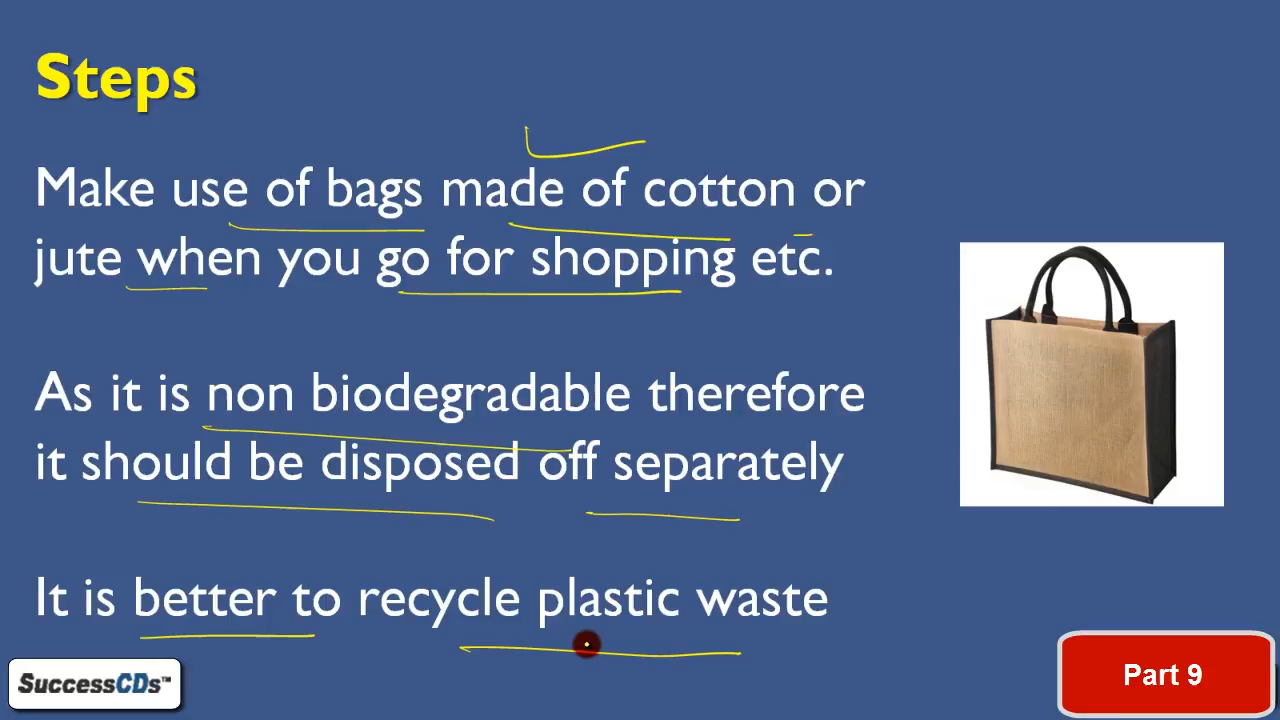 Steps
Make use of bags made of cotton or
jute when you go for shopping etc.
As it is non biodegradable therefore
it should be disposed off separately
It is better to recycle plastic waste
SuccessCDs™
Part 9